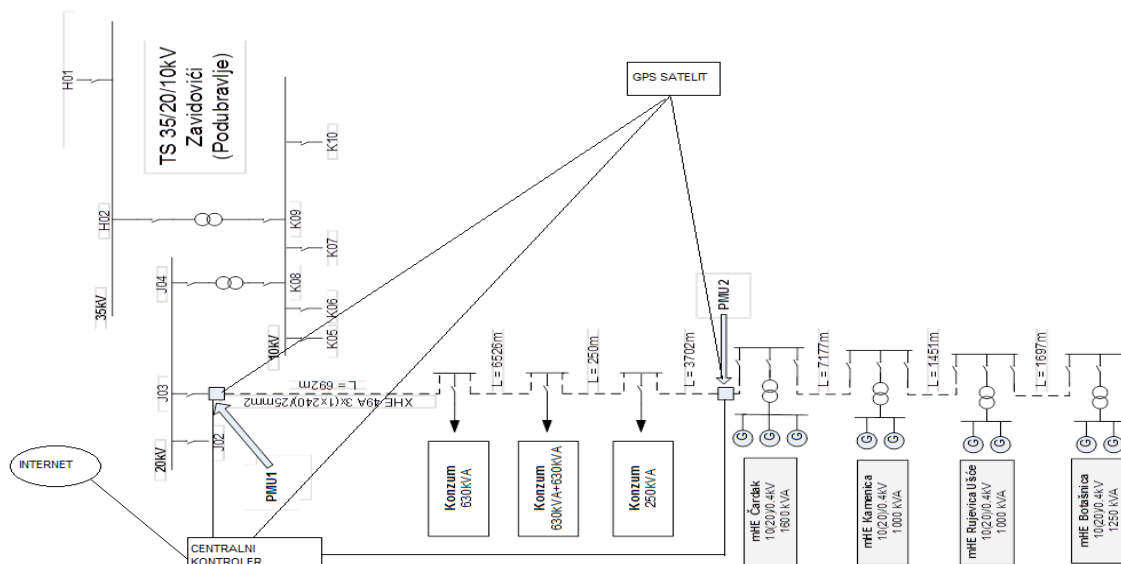 H01
TS 35/20/10kV
Zavidovići
(Podubravlje)
GPS SATELIT
K10
H02
K09
K07
J04
K08
35kV
K06
K05
10kV
PMU2
L = 692m
XHE 49A 3x(1x240)/25mm2
L = 6526m
L = 250m
L = 3702m
L = 7177m
L = 1451m
L = 1697m
J03
J02
20kV
PMU1
INTERNET
CENTRALNI
KONTROLER
Konzum
630kVA
Konzum
630kVA+630kVA
Konzum
250kVA
G
G
G
G
G
G
G
G
G
mHE Čardak
10(20)/0.4kV
1600 kVA
mHE Kamenica
10(20)/0.4kV
1000 kVA
mHE Rujevica Ušće
10(20)/0.4kV
1000 kVA
mHE Botašnica
10(20)/0.4kV
1250 kVA